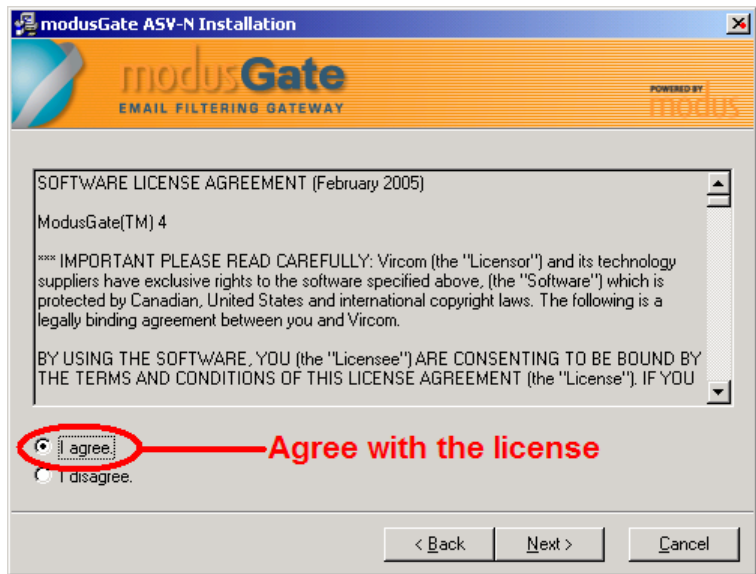 modusGate ASV-N Installation
modusGate
EMAIL FILTERING GATEWAY
POWERED BY
modus
SOFTWARE LICENSE AGREEMENT (February 2005)
ModusGate(TM) 4
*** IMPORTANT PLEASE READ CAREFULLY: Vircom (the "Licensor") and its technology
suppliers have exclusive rights to the software specified above, (the "Software") which is
protected by Canadian, United States and international copyright laws. The following is a
legally binding agreement between you and Vircom.
BY USING THE SOFTWARE, YOU (the "Licensee") ARE CONSENTING TO BE BOUND BY
THE TERMS AND CONDITIONS OF THIS LICENSE AGREEMENT (the "License"). IF YOU
I agree.
Agree with the license
I disagree.
< Back
Next >
Cancel